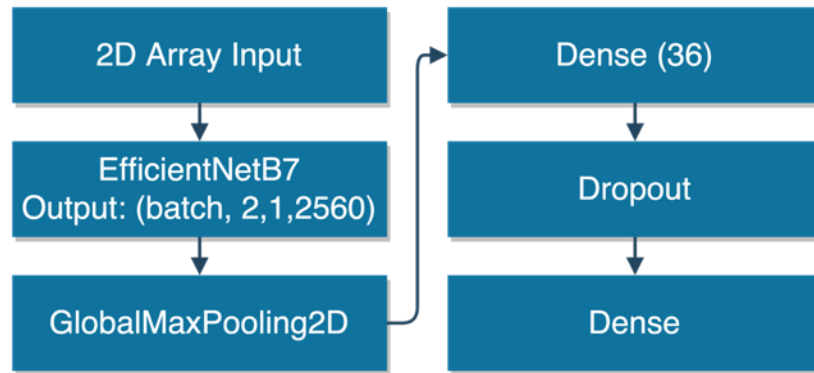 2D Array Input
EfficientNetB7
Output: (batch, 2,1,2560)
GlobalMaxPooling2D
Dense (36)
Dropout
Dense